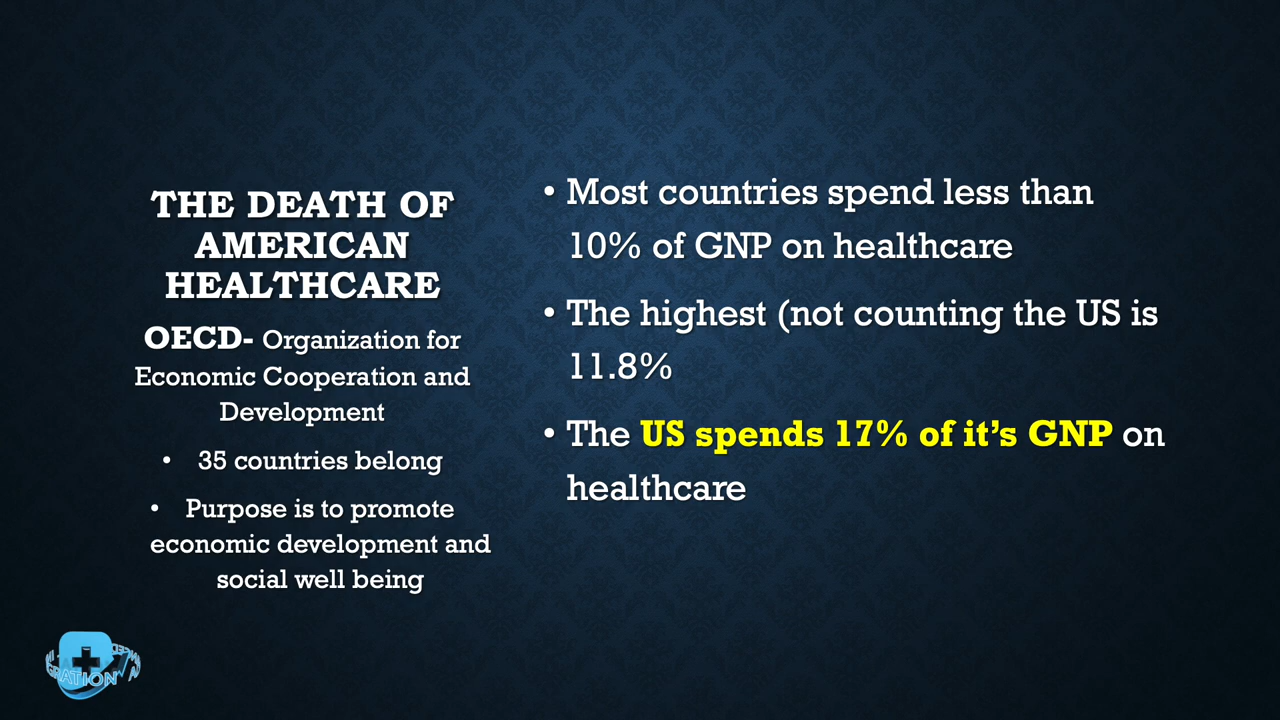 THE DEATH OF
AMERICAN
HEALTHCARE
OECD- Organization for
Economic Cooperation and
Development
• 35 countries belong
• Purpose is to promote
economic development and
social well being
• Most countries spend less than
10% of GNP on healthcare
• The highest (not counting the US is
11.8%
• The US spends 17% of it’s GNP on
healthcare